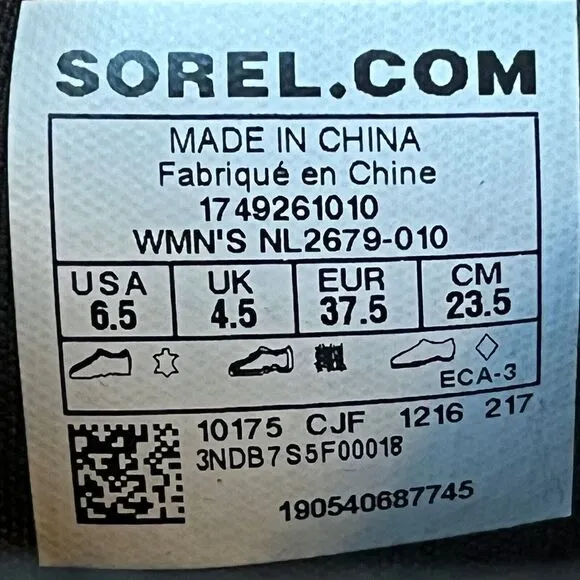 SOREL.COM
MADE IN CHINA
Fabriqué en Chine
1749261010
WMN'S NL2679-010
USA UK EUR CM
6.5 4.5 37.5 23.5
ECA-3
10175 CJF 1216 217
3NDB7S5F00018
190540687745